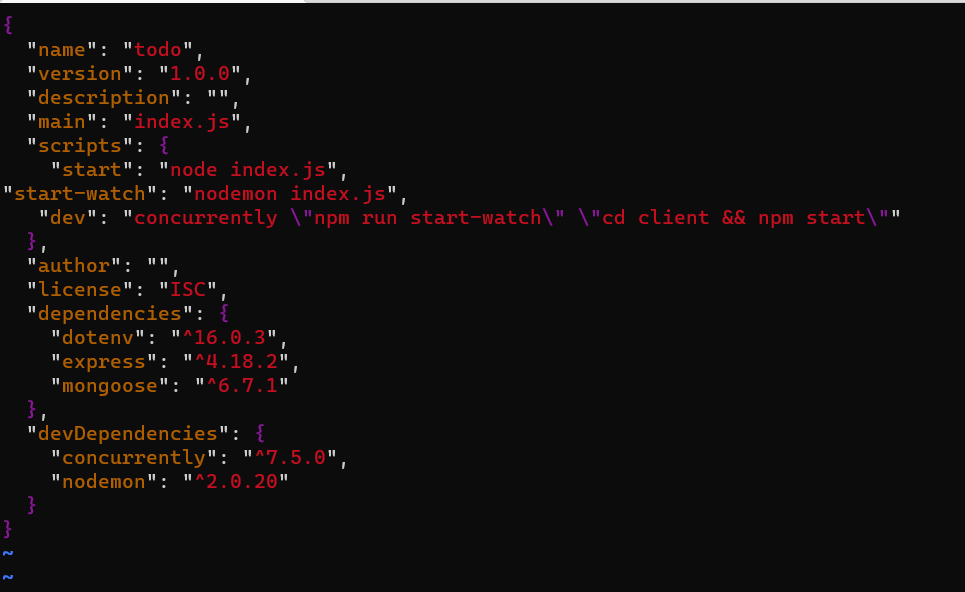 {
  "name": "todo",
  "version": "1.0.0",
  "description": "",
  "main": "index.js",
  "scripts": {
    "start": "node index.js",
"start-watch": "nodemon index.js",
   "dev": "concurrently \"npm run start-watch\" \"cd client && npm start\""
  },
  "author": "",
  "license": "ISC",
  "dependencies": {
    "dotenv": "^16.0.3",
    "express": "^4.18.2",
    "mongoose": "^6.7.1"
  },
  "devDependencies": {
    "concurrently": "^7.5.0",
    "nodemon": "^2.0.20"
  }
}
~
~